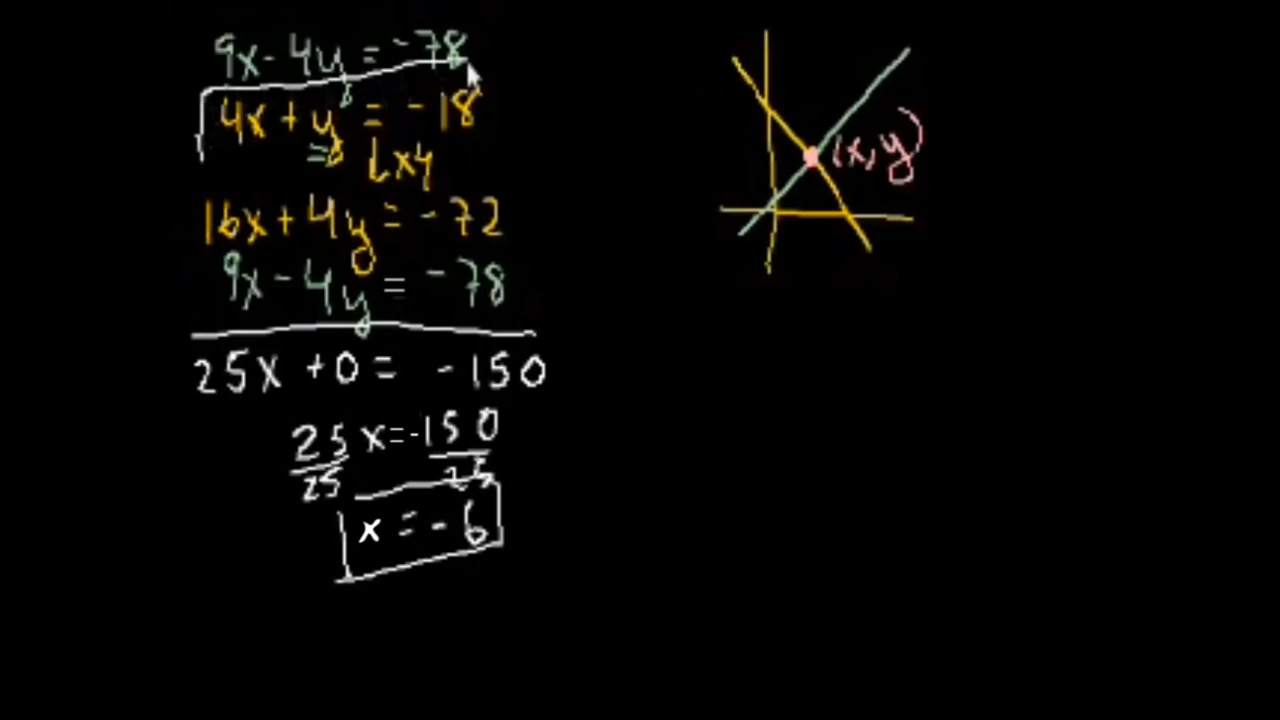 9x - 4y = -78
4x + y = -18
x4
16x + 4y = -72
9x - 4y = -78
25x + 0 = -150
25x = -150
25 25
x = -6
(x, y)